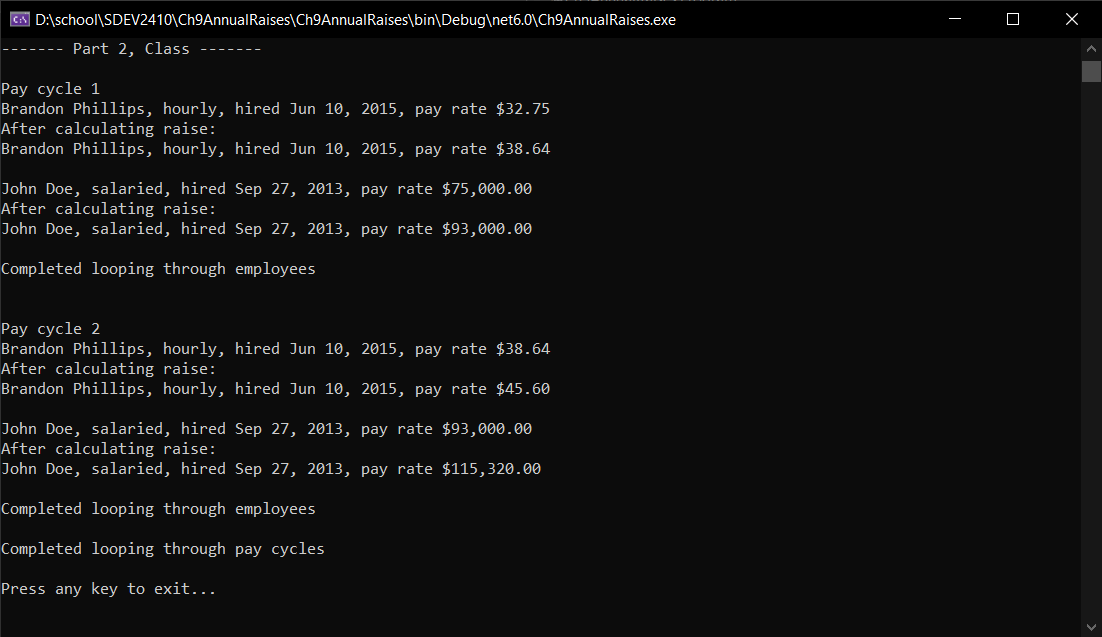 D:\school\SDEV2410\Ch9AnnualRaises\Ch9AnnualRaises\bin\Debug\net6.0\Ch9AnnualRaises.exe
------- Part 2, Class -------
Pay cycle 1
Brandon Phillips, hourly, hired Jun 10, 2015, pay rate $32.75
After calculating raise:
Brandon Phillips, hourly, hired Jun 10, 2015, pay rate $38.64
John Doe, salaried, hired Sep 27, 2013, pay rate $75,000.00
After calculating raise:
John Doe, salaried, hired Sep 27, 2013, pay rate $93,000.00
Completed looping through employees
Pay cycle 2
Brandon Phillips, hourly, hired Jun 10, 2015, pay rate $38.64
After calculating raise:
Brandon Phillips, hourly, hired Jun 10, 2015, pay rate $45.60
John Doe, salaried, hired Sep 27, 2013, pay rate $93,000.00
After calculating raise:
John Doe, salaried, hired Sep 27, 2013, pay rate $115,320.00
Completed looping through employees
Completed looping through pay cycles
Press any key to exit...